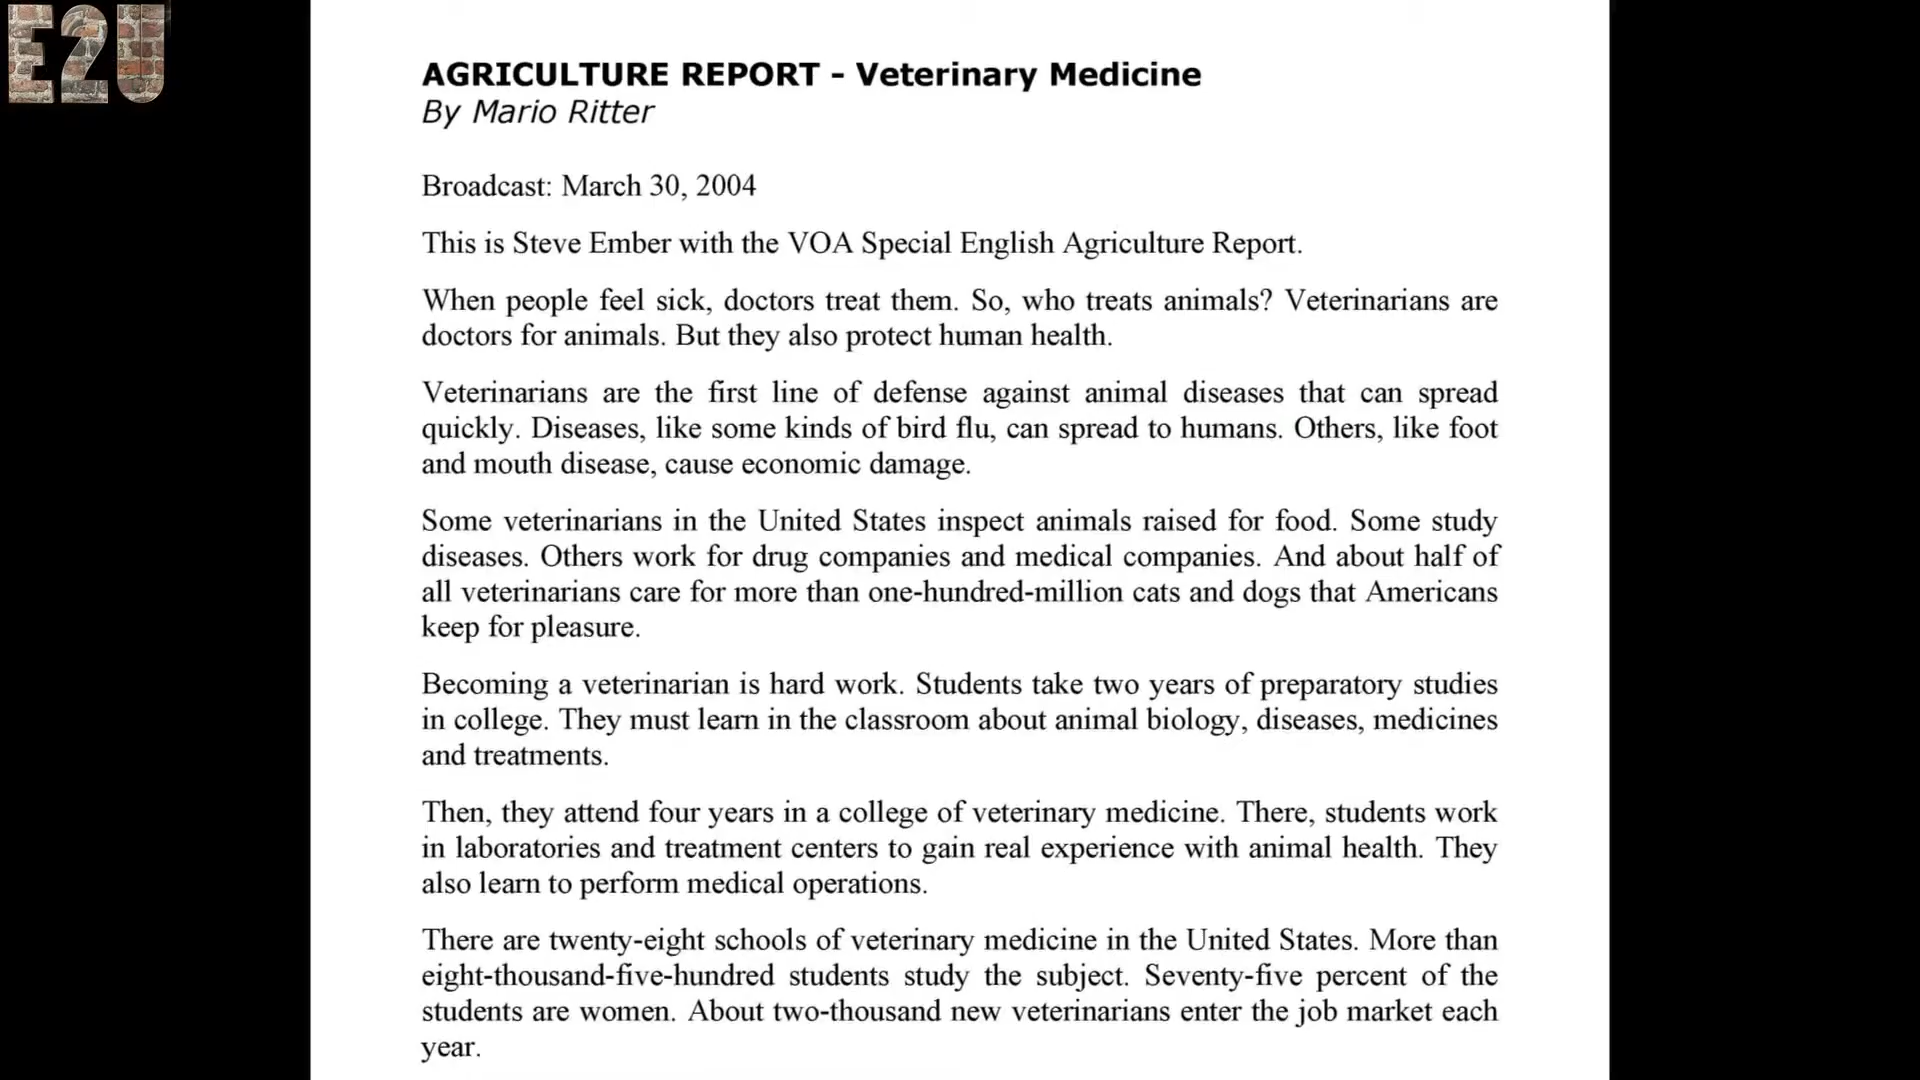 E2U
AGRICULTURE REPORT - Veterinary Medicine
By Mario Ritter
Broadcast: March 30, 2004
This is Steve Ember with the VOA Special English Agriculture Report.
When people feel sick, doctors treat them. So, who treats animals? Veterinarians are
doctors for animals. But they also protect human health.
Veterinarians are the first line of defense against animal diseases that can spread
quickly. Diseases, like some kinds of bird flu, can spread to humans. Others, like foot
and mouth disease, cause economic damage.
Some veterinarians in the United States inspect animals raised for food. Some study
diseases. Others work for drug companies and medical companies. And about half of
all veterinarians care for more than one-hundred-million cats and dogs that Americans
keep for pleasure.
Becoming a veterinarian is hard work. Students take two years of preparatory studies
in college. They must learn in the classroom about animal biology, diseases, medicines
and treatments.
Then, they attend four years in a college of veterinary medicine. There, students work
in laboratories and treatment centers to gain real experience with animal health. They
also learn to perform medical operations.
There are twenty-eight schools of veterinary medicine in the United States. More than
eight-thousand-five-hundred students study the subject. Seventy-five percent of the
students are women. About two-thousand new veterinarians enter the job market each
year.